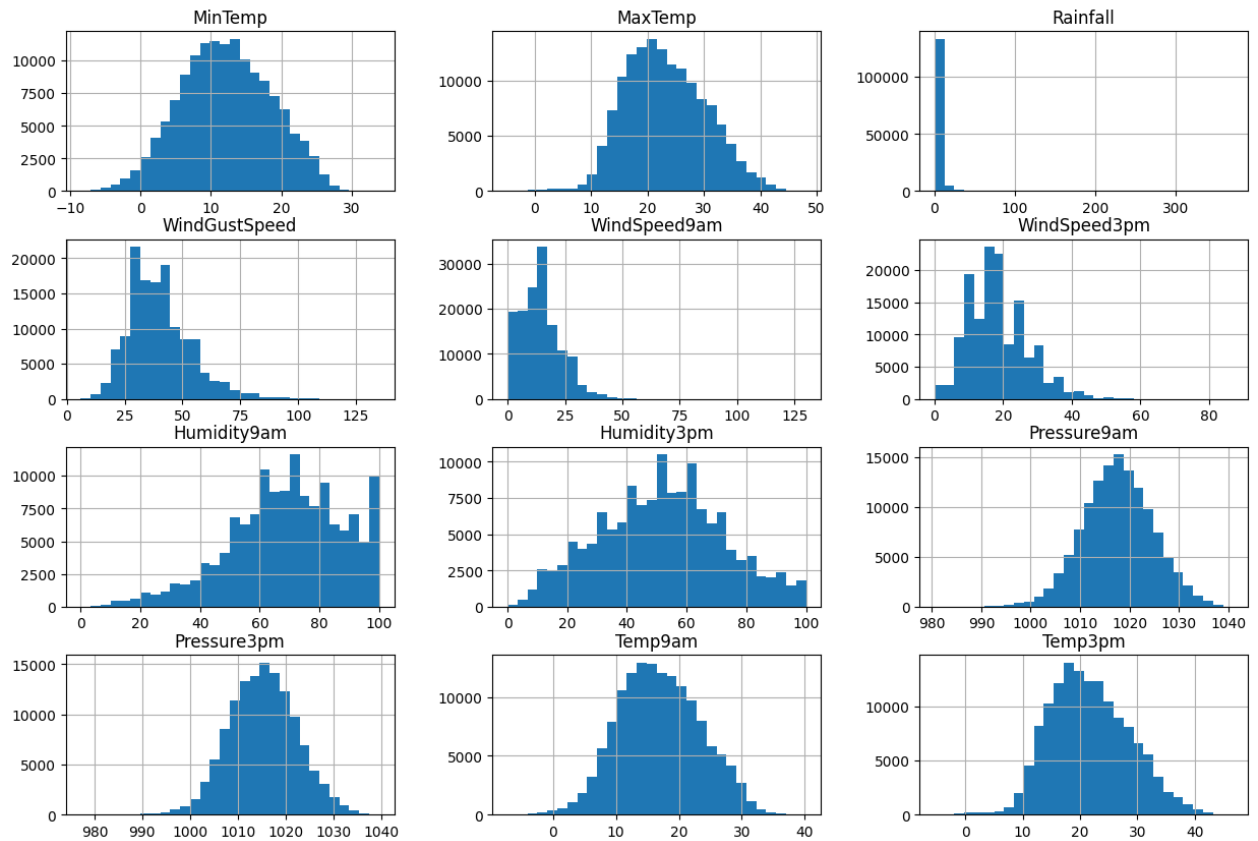 MinTemp MaxTemp Rainfall
10000 7500 5000 2500 0
−10 0 10 20 30
10000 5000 0
0 10 20 30 40 50
100000 50000 0
0 100 200 300
WindGustSpeed WindSpeed9am WindSpeed3pm
20000 15000 10000 5000 0
0 25 50 75 100 125
30000 20000 10000 0
0 25 50 75 100 125
20000 15000 10000 5000 0
0 20 40 60 80
Humidity9am Humidity3pm Pressure9am
10000 7500 5000 2500 0
0 20 40 60 80 100
10000 7500 5000 2500 0
0 20 40 60 80 100
15000 10000 5000 0
980 990 1000 1010 1020 1030 1040
Pressure3pm Temp9am Temp3pm
15000 10000 5000 0
980 990 1000 1010 1020 1030 1040
10000 5000 0
0 10 20 30 40
10000 5000 0
0 10 20 30 40